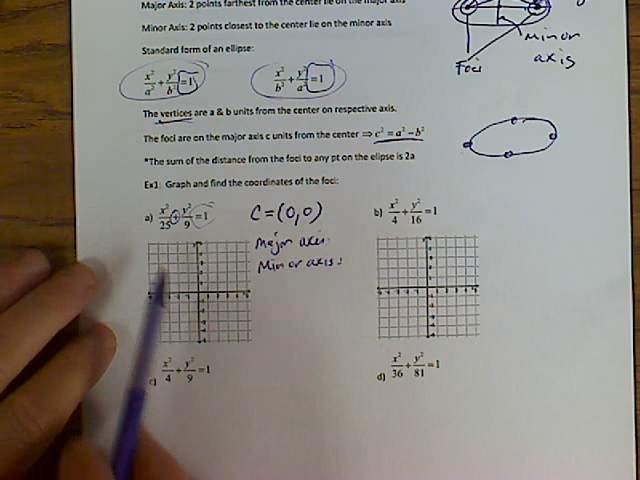 Major Axis: 2 points farthest from the center lie on the major axis
Minor Axis: 2 points closest to the center lie on the minor axis
Minor
axis
Foci
Standard form of an ellipse:
x²/a² + y²/b² = 1 x²/b² + y²/a² = 1
The vertices are a & b units from the center on respective axis.
The foci are on the major axis c units from the center ⇒ c² = a² − b²
*The sum of the distance from the foci to any pt on the elipse is 2a
Ex1: Graph and find the coordinates of the foci:
a) x²/25 + y²/9 = 1 C = (0,0) b) x²/4 + y²/16 = 1
Major axis:
Minor axis:
c) x²/4 + y²/9 = 1 d) x²/36 + y²/81 = 1